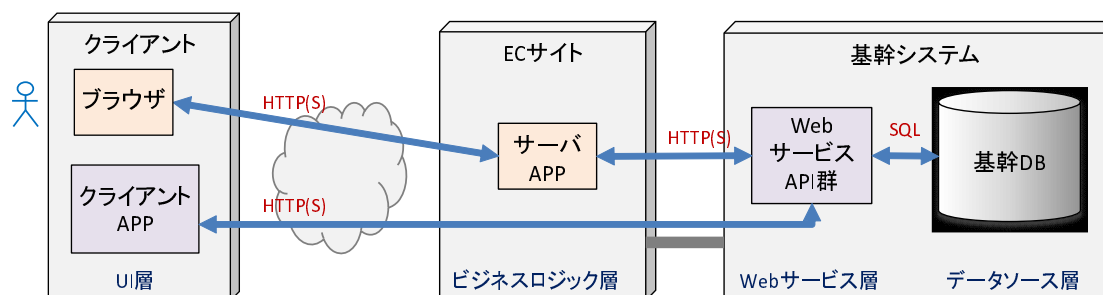 クライアント
ブラウザ
クライアント
APP
UI層
HTTP(S)
HTTP(S)
ECサイト
サーバ
APP
ビジネスロジック層
HTTP(S)
基幹システム
Web
サービス
API群
SQL
基幹DB
Webサービス層
データソース層